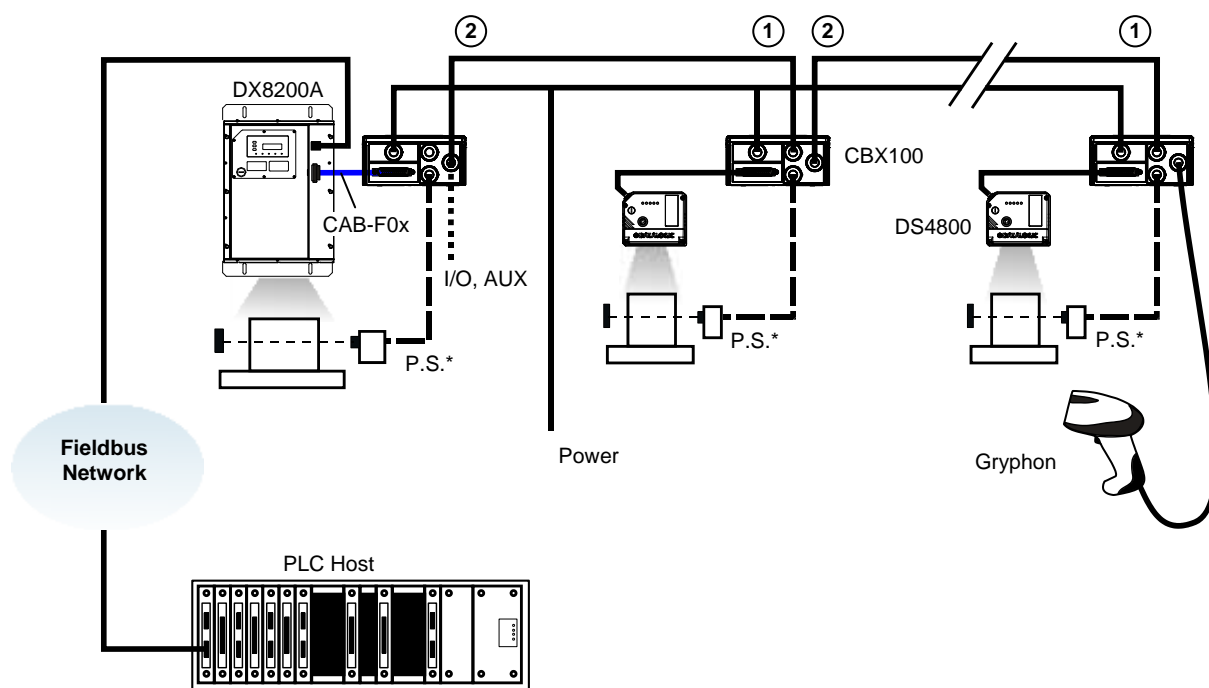 2 1 2 1
DX8200A
CBX100
CAB-F0x
DS4800
I/O, AUX
P.S.*
P.S.*
P.S.*
Power
Gryphon
Fieldbus
Network
PLC Host